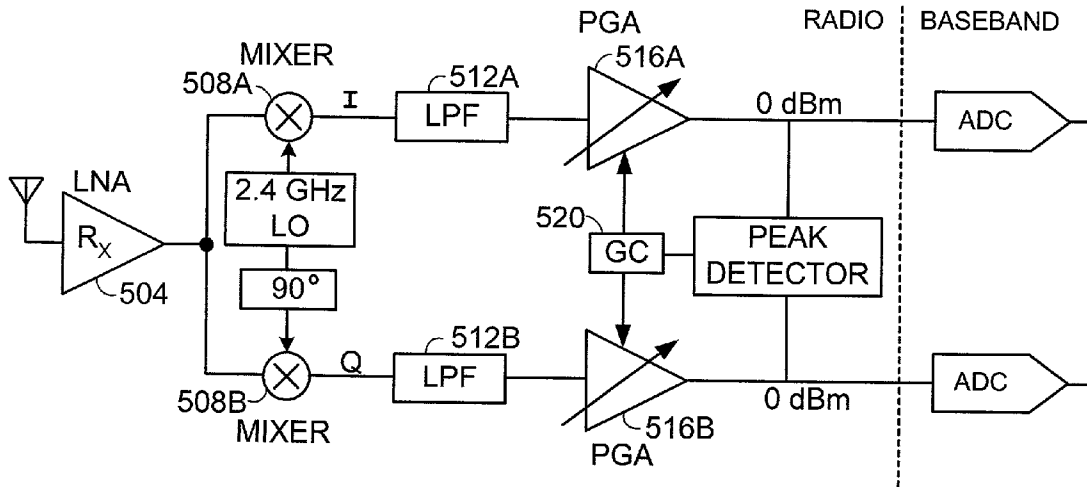 PGA
516A
RADIO
BASEBAND
MIXER
508A
I
512A
LPF
0 dBm
ADC
LNA
RX
504
2.4 GHz
LO
90°
520
GC
PEAK
DETECTOR
508B
MIXER
Q
512B
LPF
516B
PGA
0 dBm
ADC